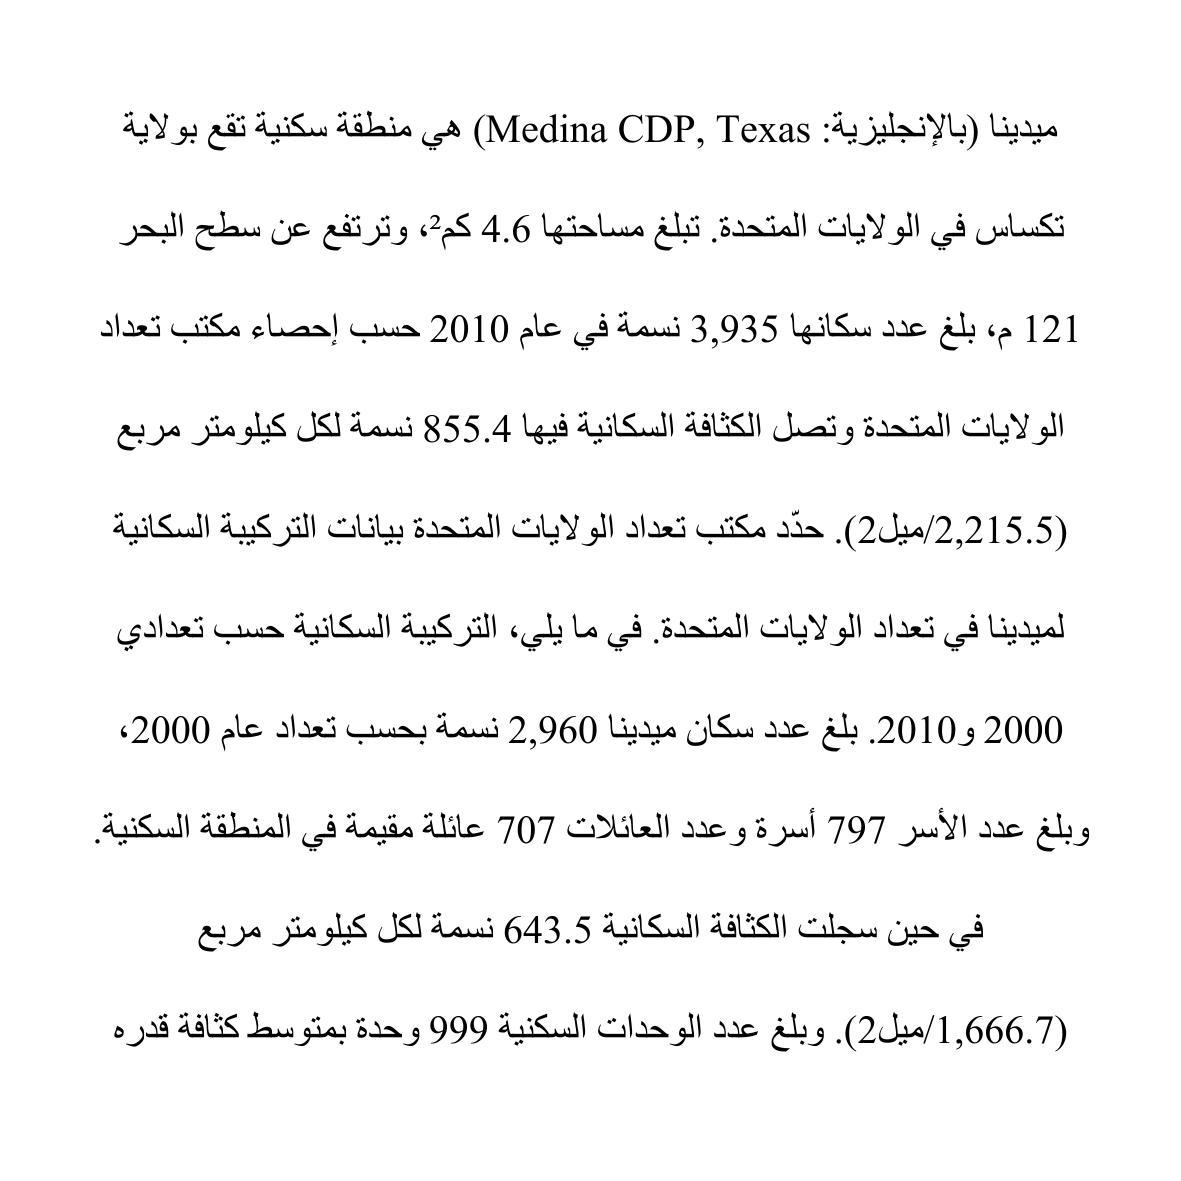 ميدينا (بالإنجليزية: Medina CDP, Texas) هي منطقة سكنية تقع بولاية
تكساس في الولايات المتحدة. تبلغ مساحتها 4.6 كم²، وترتفع عن سطح البحر
121 م، بلغ عدد سكانها 3,935 نسمة في عام 2010 حسب إحصاء مكتب تعداد
الولايات المتحدة وتصل الكثافة السكانية فيها 855.4 نسمة لكل كيلومتر مربع
(2,215.5/ميل2). حدّد مكتب تعداد الولايات المتحدة بيانات التركيبة السكانية
لميدينا في تعداد الولايات المتحدة. في ما يلي، التركيبة السكانية حسب تعدادي
2000 و2010. بلغ عدد سكان ميدينا 2,960 نسمة بحسب تعداد عام 2000،
وبلغ عدد الأسر 797 أسرة وعدد العائلات 707 عائلة مقيمة في المنطقة السكنية.
في حين سجلت الكثافة السكانية 643.5 نسمة لكل كيلومتر مربع
(1,666.7/ميل2). وبلغ عدد الوحدات السكنية 999 وحدة بمتوسط كثافة قدره